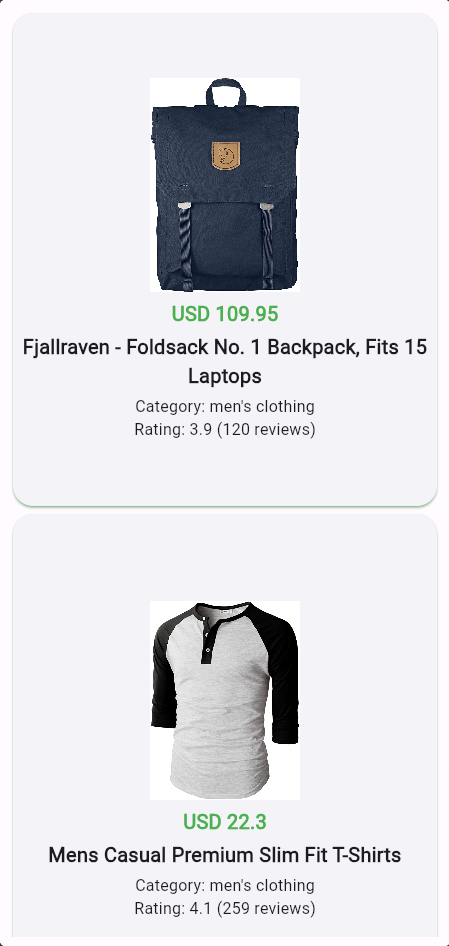 USD 109.95
Fjallraven - Foldsack No. 1 Backpack, Fits 15
Laptops
Category: men's clothing
Rating: 3.9 (120 reviews)
USD 22.3
Mens Casual Premium Slim Fit T-Shirts
Category: men's clothing
Rating: 4.1 (259 reviews)